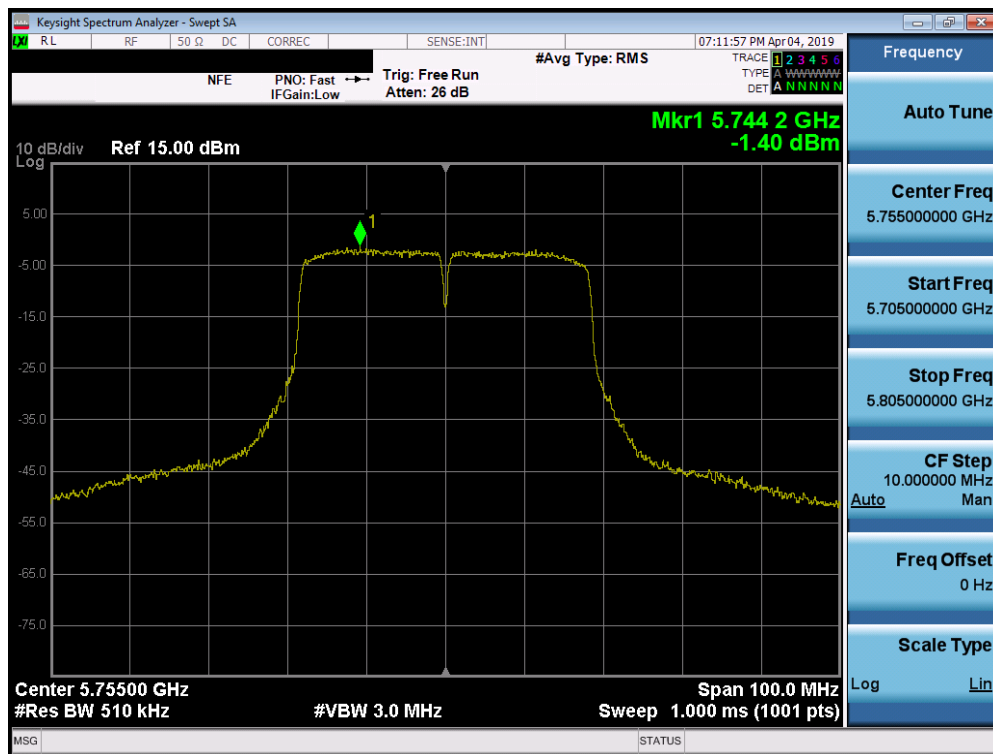 Keysight Spectrum Analyzer - Swept SA
LXI RL RF 50 Ω DC CORREC SENSE:INT 07:11:57 PM Apr 04, 2019
NFE PNO: Fast Trig: Free Run #Avg Type: RMS TRACE 1 2 3 4 5 6
IFGain:Low Atten: 26 dB TYPE A WWWWW
DET A N N N N N
Mkr1 5.744 2 GHz
10 dB/div Ref 15.00 dBm -1.40 dBm
Log
5.00
1
-5.00
-15.0
-25.0
-35.0
-45.0
-55.0
-65.0
-75.0
Center 5.75500 GHz Span 100.0 MHz
#Res BW 510 kHz #VBW 3.0 MHz Sweep 1.000 ms (1001 pts)
MSG STATUS
Frequency
Auto Tune
Center Freq
5.755000000 GHz
Start Freq
5.705000000 GHz
Stop Freq
5.805000000 GHz
CF Step
10.000000 MHz
Auto Man
Freq Offset
0 Hz
Scale Type
Log Lin